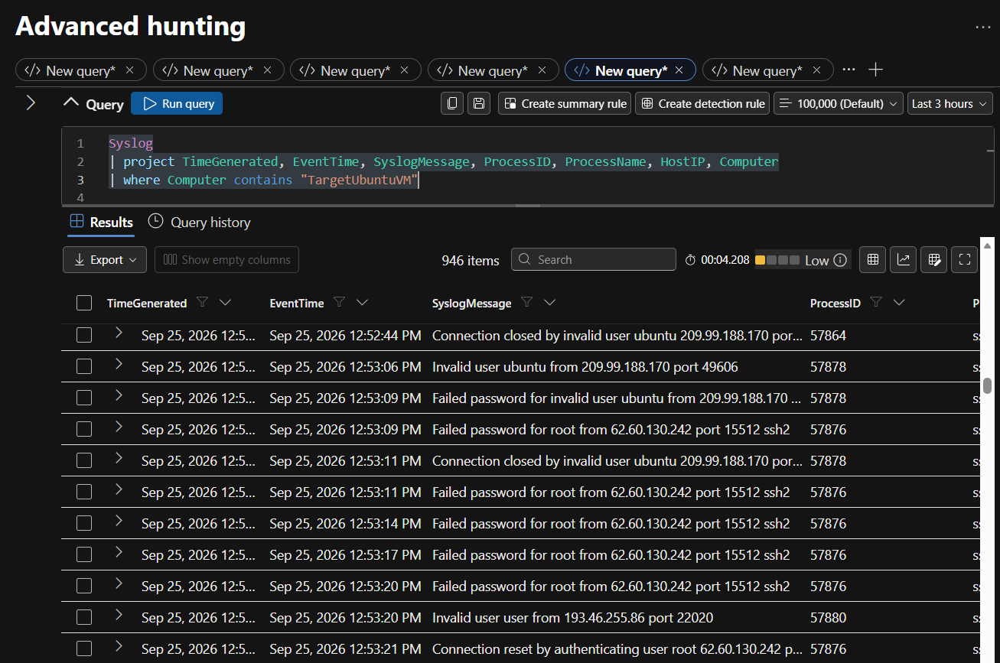 Advanced hunting
New query* New query* New query* New query* New query* New query*
Query Run query Create summary rule Create detection rule 100,000 (Default) Last 3 hours
1 Syslog
2 | project TimeGenerated, EventTime, SyslogMessage, ProcessID, ProcessName, HostIP, Computer
3 | where Computer contains "TargetUbuntuVM"
4
Results Query history
Export Show empty columns 946 items Search 00:04.208 Low
TimeGenerated EventTime SyslogMessage ProcessID P
Sep 25, 2026 12:5... Sep 25, 2026 12:52:44 PM Connection closed by invalid user ubuntu 209.99.188.170 por... 57864 s
Sep 25, 2026 12:5... Sep 25, 2026 12:53:06 PM Invalid user ubuntu from 209.99.188.170 port 49606 57878 s
Sep 25, 2026 12:5... Sep 25, 2026 12:53:09 PM Failed password for invalid user ubuntu from 209.99.188.170 ... 57878 s
Sep 25, 2026 12:5... Sep 25, 2026 12:53:09 PM Failed password for root from 62.60.130.242 port 15512 ssh2 57876 s
Sep 25, 2026 12:5... Sep 25, 2026 12:53:11 PM Connection closed by invalid user ubuntu 209.99.188.170 por... 57878 s
Sep 25, 2026 12:5... Sep 25, 2026 12:53:11 PM Failed password for root from 62.60.130.242 port 15512 ssh2 57876 s
Sep 25, 2026 12:5... Sep 25, 2026 12:53:14 PM Failed password for root from 62.60.130.242 port 15512 ssh2 57876 s
Sep 25, 2026 12:5... Sep 25, 2026 12:53:17 PM Failed password for root from 62.60.130.242 port 15512 ssh2 57876 s
Sep 25, 2026 12:5... Sep 25, 2026 12:53:20 PM Failed password for root from 62.60.130.242 port 15512 ssh2 57876 s
Sep 25, 2026 12:5... Sep 25, 2026 12:53:20 PM Invalid user user from 193.46.255.86 port 22020 57880 s
Sep 25, 2026 12:5... Sep 25, 2026 12:53:21 PM Connection reset by authenticating user root 62.60.130.242 p... 57876 s